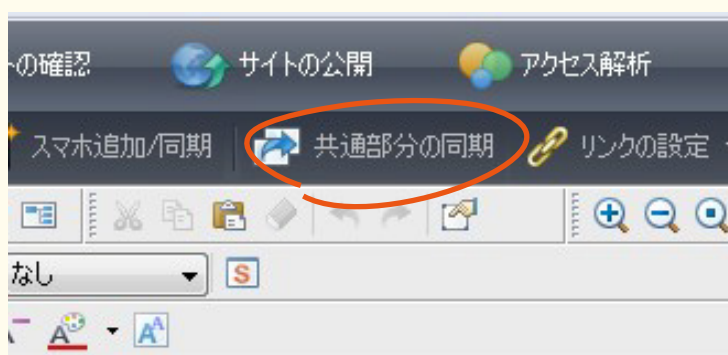 の確認 サイトの公開 アクセス解析
スマホ追加/同期 共通部分の同期 リンクの設定
なし